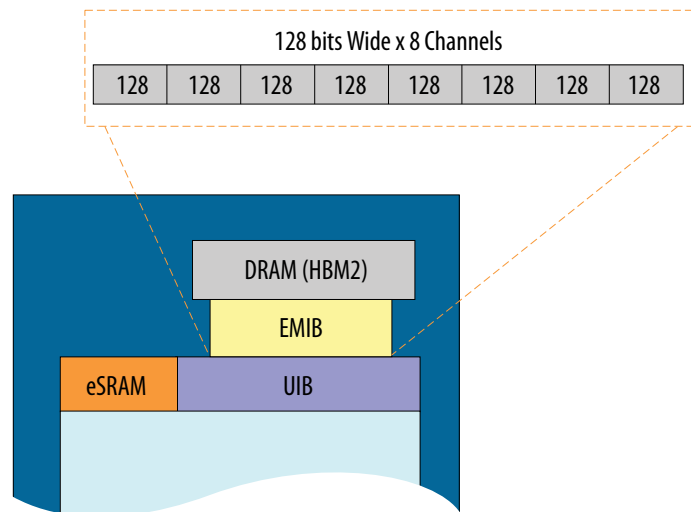 128 bits Wide x 8 Channels
128 128 128 128 128 128 128 128
DRAM (HBM2)
EMIB
eSRAM UIB